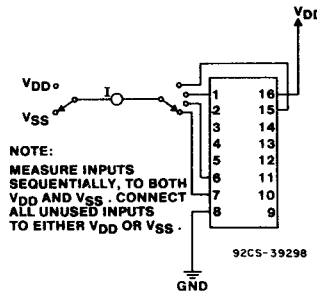 VDD
VDD
I
VSS
1 16
2 15
3 14
4 13
5 12
6 11
7 10
8 9
NOTE:
MEASURE INPUTS
SEQUENTIALLY, TO BOTH
VDD AND VSS. CONNECT
ALL UNUSED INPUTS
TO EITHER VDD OR VSS.
92CS-39298
GND